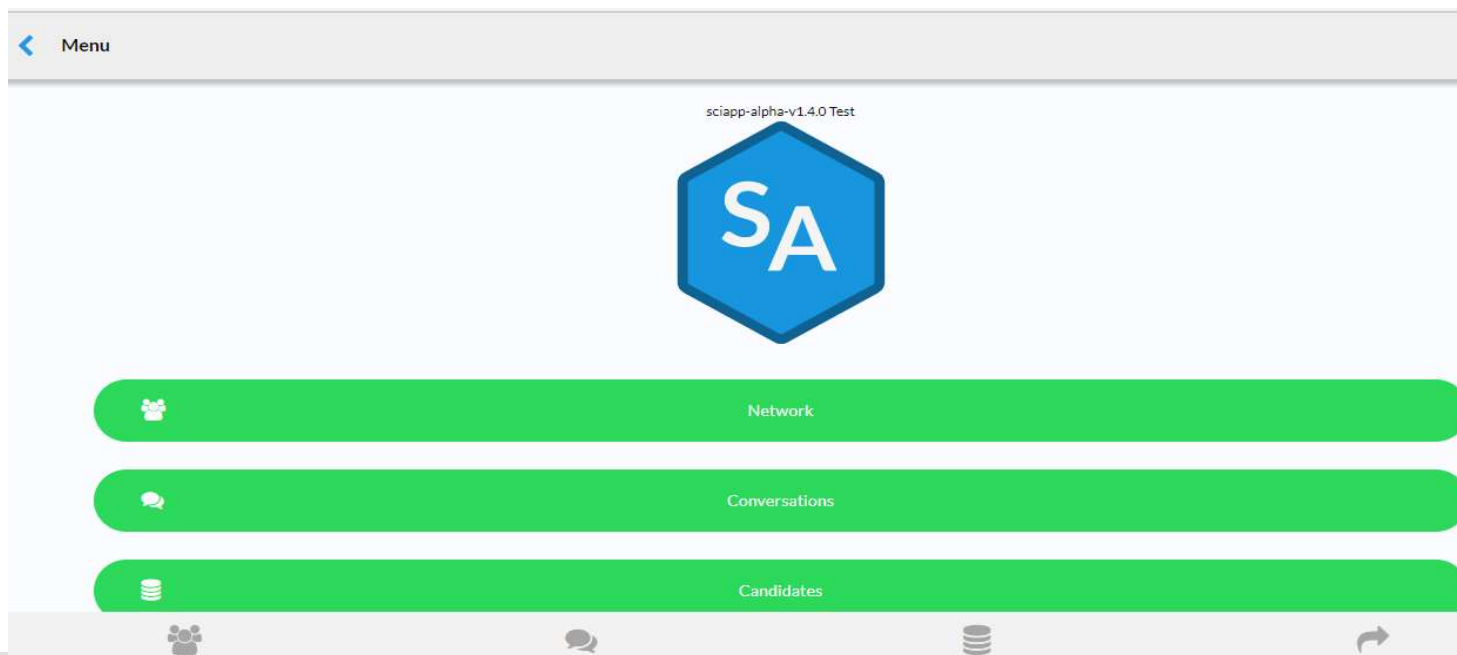 Menu
sciapp-alpha-v1.4.0 Test
SA
Network
Conversations
Candidates